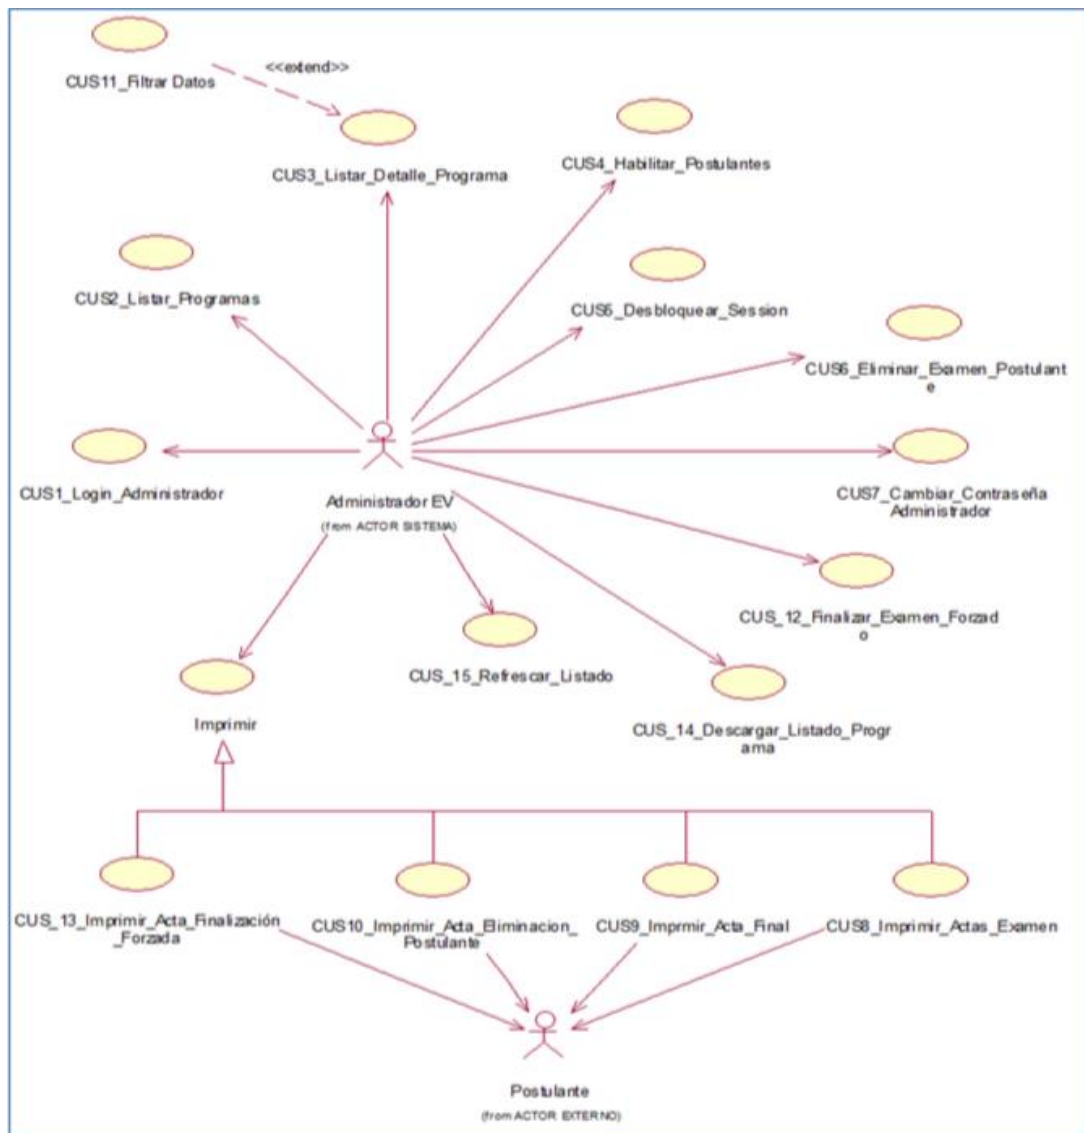 CUS11_Filtrar Datos
<<extend>>
CUS3_Listar_Detalle_Programa
CUS4_Habilitar_Postulantes
CUS2_Listar_Programas
CUS5_Desbloquear_Session
CUS6_Eliminar_Examen_Postulant
e
CUS1_Login_Administrador
Administrador EV
(from ACTOR SISTEMA)
CUS7_Cambiar_Contraseña
Administrador
CUS_12_Finalizar_Examen_Forzad
o
CUS_15_Refrescar_Listado
Imprimir
CUS_14_Descargar_Listado_Progr
ama
CUS_13_Imprimir_Acta_Finalización
_Forzada
CUS10_Imprimir_Acta_Eliminacion_
Postulante
CUS9_Imprmir_Acta_Final
CUS8_Imprimir_Actas_Examen
Postulante
(from ACTOR EXTERNO)